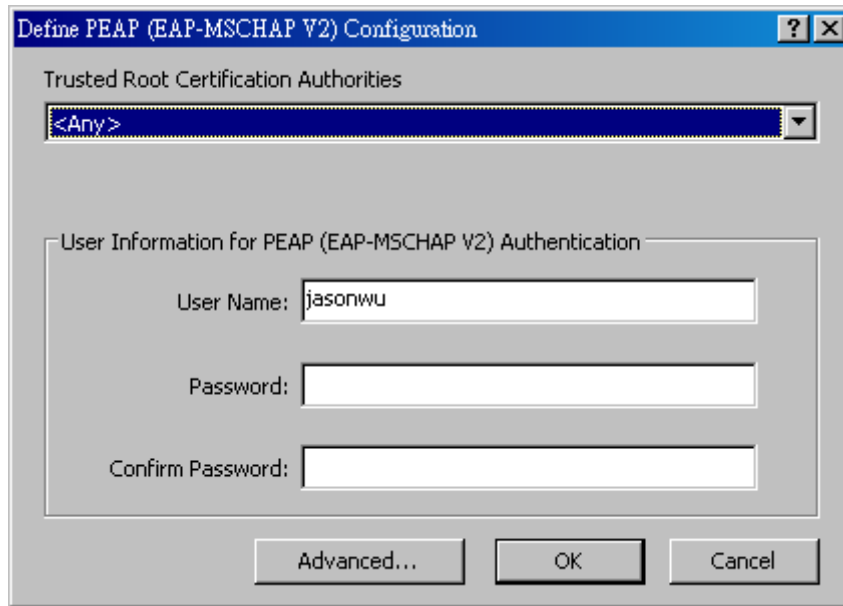 Define PEAP (EAP-MSCHAP V2) Configuration
Trusted Root Certification Authorities
<Any>
User Information for PEAP (EAP-MSCHAP V2) Authentication
User Name: jasonwu
Password:
Confirm Password:
Advanced... OK Cancel